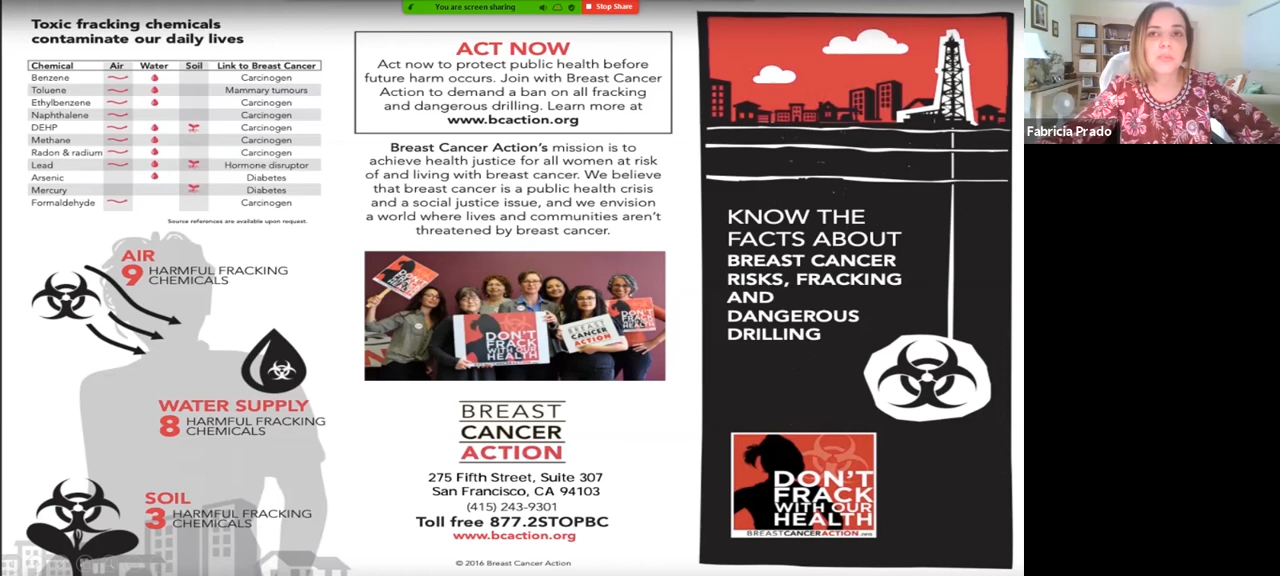 You are screen sharing
Stop Share
Toxic fracking chemicals
contaminate our daily lives
Chemical Air Water Soil Link to Breast Cancer
Benzene Carcinogen
Toluene Mammary tumours
Ethylbenzene Carcinogen
Naphthalene Carcinogen
DEHP Carcinogen
Methane Carcinogen
Radon & radium Carcinogen
Lead Hormone disruptor
Arsenic Diabetes
Mercury Diabetes
Formaldehyde Carcinogen
Source references are available upon request.
AIR
9 HARMFUL FRACKING
CHEMICALS
WATER SUPPLY
8 HARMFUL FRACKING
CHEMICALS
SOIL
3 HARMFUL FRACKING
CHEMICALS
ACT NOW
Act now to protect public health before
future harm occurs. Join with Breast Cancer
Action to demand a ban on all fracking
and dangerous drilling. Learn more at
www.bcaction.org
Breast Cancer Action's mission is to
achieve health justice for all women at risk
of and living with breast cancer. We believe
that breast cancer is a public health crisis
and a social justice issue, and we envision
a world where lives and communities aren't
threatened by breast cancer.
DON'T
FRACK
WITH OUR
HEALTH
BREAST
CANCER
ACTION
BREAST
CANCER
ACTION
275 Fifth Street, Suite 307
San Francisco, CA 94103
(415) 243-9301
Toll free 877.2STOPBC
www.bcaction.org
© 2016 Breast Cancer Action
KNOW THE
FACTS ABOUT
BREAST CANCER
RISKS, FRACKING
AND
DANGEROUS
DRILLING
DON'T
FRACK
WITH OUR
HEALTH
BREASTCANCERACTION.ORG
Fabricia Prado